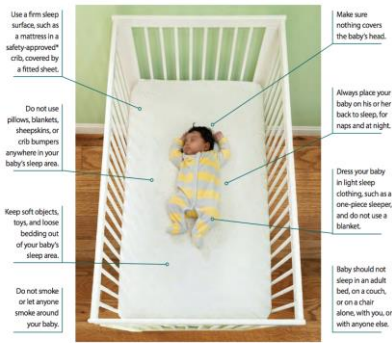 Use a firm sleep
surface, such as
a mattress in a
safety-approved*
crib, covered by
a fitted sheet.
Do not use
pillows, blankets,
sheepskins, or
crib bumpers
anywhere in your
baby's sleep area.
Keep soft objects,
toys, and loose
bedding out
of your baby's
sleep area.
Do not smoke
or let anyone
smoke around
your baby.
Make sure
nothing covers
the baby's head.
Always place your
baby on his or her
back to sleep, for
naps and at night.
Dress your baby
in light sleep
clothing, such as a
one-piece sleeper,
and do not use a
blanket.
Baby should not
sleep in an adult
bed, on a couch,
or on a chair
alone, with you, or
with anyone else.